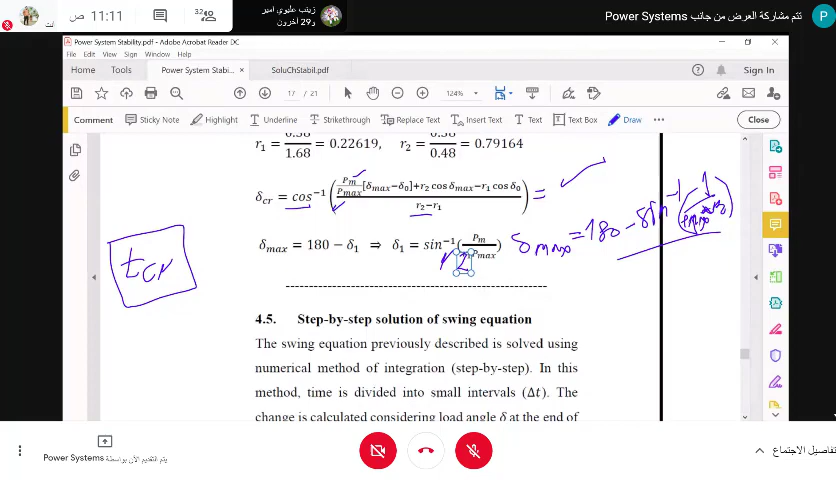 تتم مشاركة العرض من جانب Power Systems
زينب عليوي امير
و29 آخرون
32
11:11 ص
أنت
Power System Stability.pdf - Adobe Acrobat Reader DC
File Edit View Sign Window Help
Home Tools Power System Stabi... × SoluChStabil.pdf Sign In
17 / 21 124%
Comment Sticky Note Highlight Underline Strikethrough Replace Text Insert Text Text Text Box Draw Close
r₁ = 0.38/1.68 = 0.22619, r₂ = 0.38/0.48 = 0.79164
δcr = cos⁻¹ ( (Pm/Pmax [δmax−δ0]+r₂ cos δmax−r₁ cos δ0) / (r₂−r₁) ) =
δmax = 180 − δ₁ ⇒ δ₁ = sin⁻¹( Pm / Pmax )
2
δmax = 180 − sin⁻¹
tcr
4.5. Step-by-step solution of swing equation
The swing equation previously described is solved using
numerical method of integration (step-by-step). In this
method, time is divided into small intervals (Δt). The
change is calculated considering load angle δ at the end of
يتم التقديم الآن بواسطة
Power Systems
تفاصيل الاجتماع